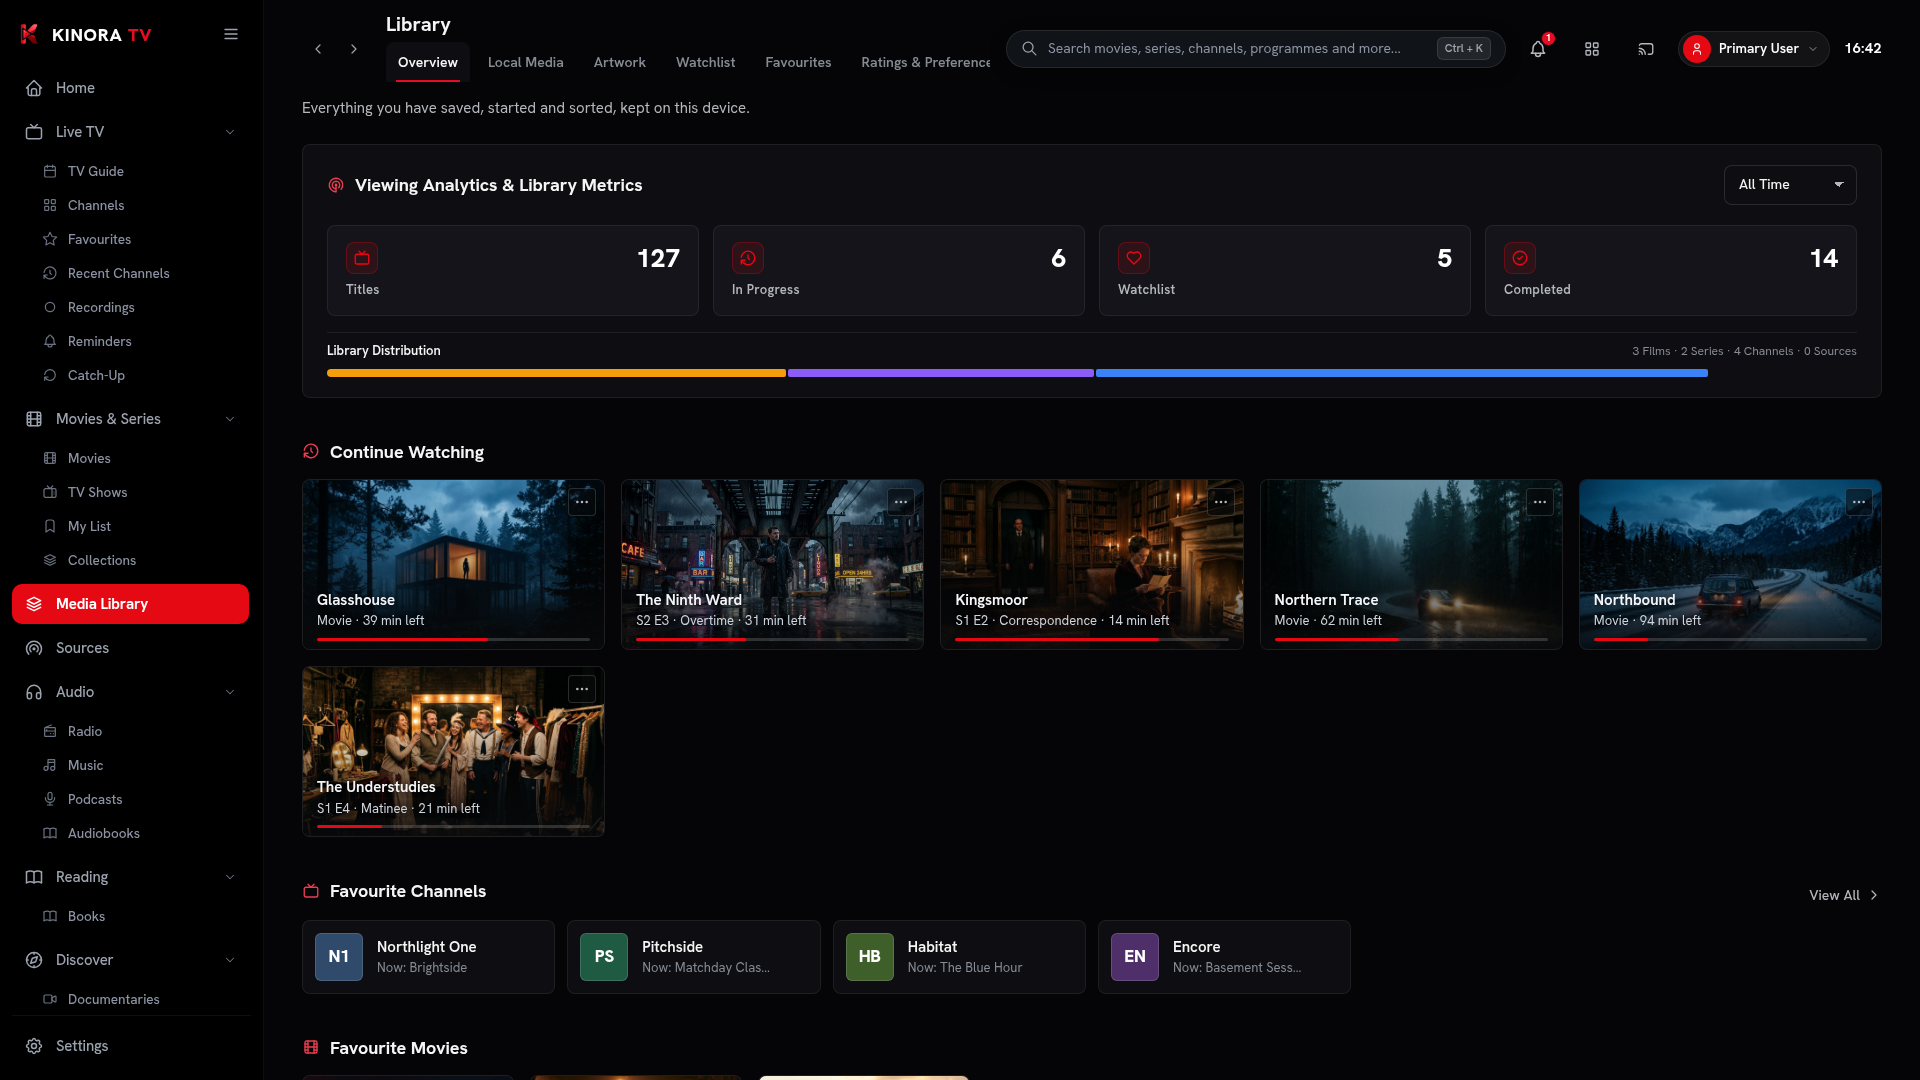 KINORA TV
Home
Live TV
TV Guide
Channels
Favourites
Recent Channels
Recordings
Reminders
Catch-Up
Movies & Series
Movies
TV Shows
My List
Collections
Media Library
Sources
Audio
Radio
Music
Podcasts
Audiobooks
Reading
Books
Discover
Documentaries
Settings
Library
Overview
Local Media
Artwork
Watchlist
Favourites
Ratings & Preference
Search movies, series, channels, programmes and more...
Ctrl + K
1
Primary User
16:42
Everything you have saved, started and sorted, kept on this device.
Viewing Analytics & Library Metrics
All Time
127
Titles
6
In Progress
5
Watchlist
14
Completed
Library Distribution
3 Films · 2 Series · 4 Channels · 0 Sources
Continue Watching
Glasshouse
Movie · 39 min left
CAFE
BAR
OPEN 24HRS
The Ninth Ward
S2 E3 · Overtime · 31 min left
Kingsmoor
S1 E2 · Correspondence · 14 min left
Northern Trace
Movie · 62 min left
Northbound
Movie · 94 min left
The Understudies
S1 E4 · Matinee · 21 min left
Favourite Channels
View All
N1
Northlight One
Now: Brightside
PS
Pitchside
Now: Matchday Clas...
HB
Habitat
Now: The Blue Hour
EN
Encore
Now: Basement Sess...
Favourite Movies